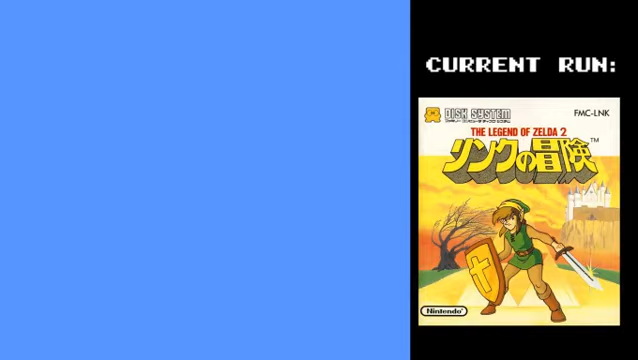 CURRENT RUN:
DISK SYSTEM
FMC-LNK
THE LEGEND OF ZELDA 2
リンクの冒険 TM
Nintendo